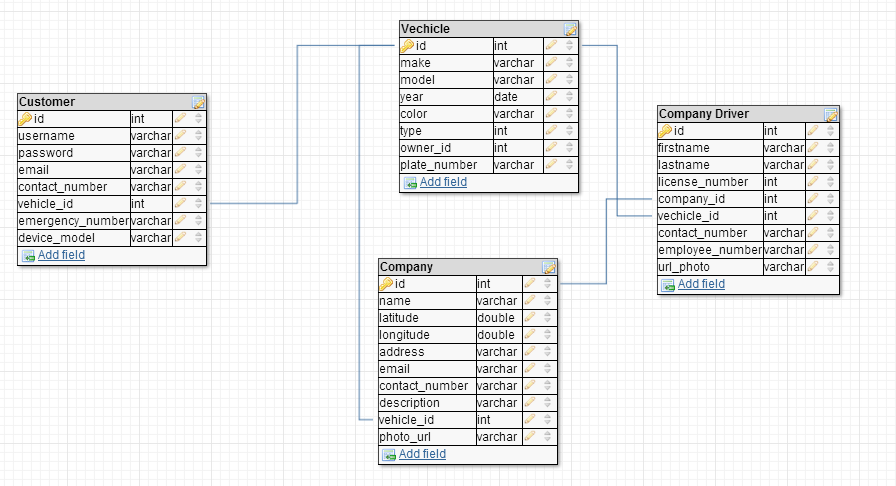 Vechicle
id int
make varchar
model varchar
year date
color varchar
type int
owner_id int
plate_number varchar
Add field
Customer
id int
username varchar
password varchar
email varchar
contact_number varchar
vehicle_id int
emergency_number varchar
device_model varchar
Add field
Company Driver
id int
firstname varchar
lastname varchar
license_number int
company_id int
vechicle_id int
contact_number varchar
employee_number varchar
url_photo varchar
Add field
Company
id int
name varchar
latitude double
longitude double
address varchar
email varchar
contact_number varchar
description varchar
vehicle_id int
photo_url varchar
Add field